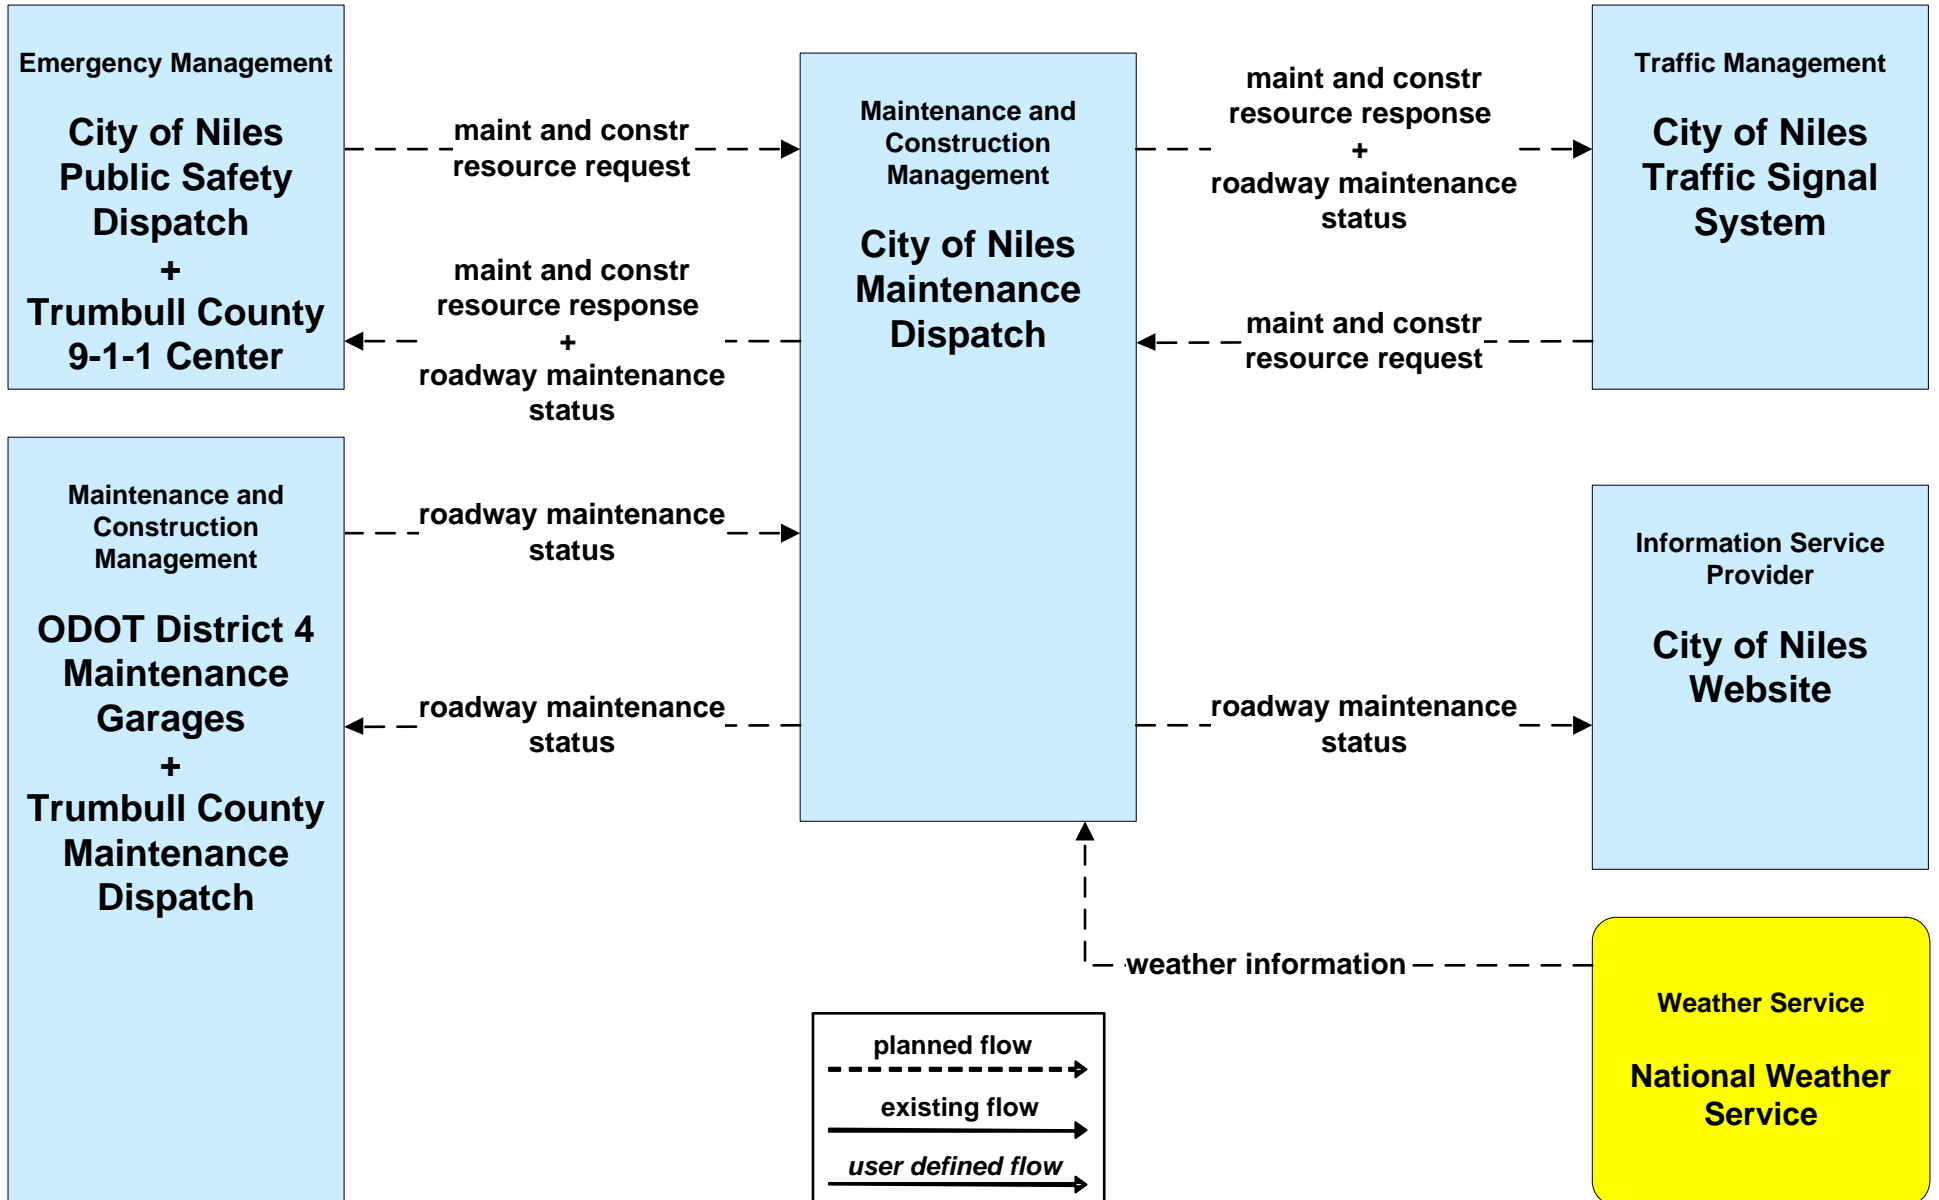 Emergency Management
City of Niles
Public Safety
Dispatch
+
Trumbull County
9-1-1 Center
maint and constr
resource request
maint and constr
resource response
+
roadway maintenance
status
Maintenance and
Construction
Management
City of Niles
Maintenance
Dispatch
maint and constr
resource response
+
roadway maintenance
status
maint and constr
resource request
Traffic Management
City of Niles
Traffic Signal
System
Maintenance and
Construction
Management
ODOT District 4
Maintenance
Garages
+
Trumbull County
Maintenance
Dispatch
roadway maintenance
status
roadway maintenance
status
roadway maintenance
status
Information Service
Provider
City of Niles
Website
weather information
Weather Service
National Weather
Service
planned flow
existing flow
user defined flow